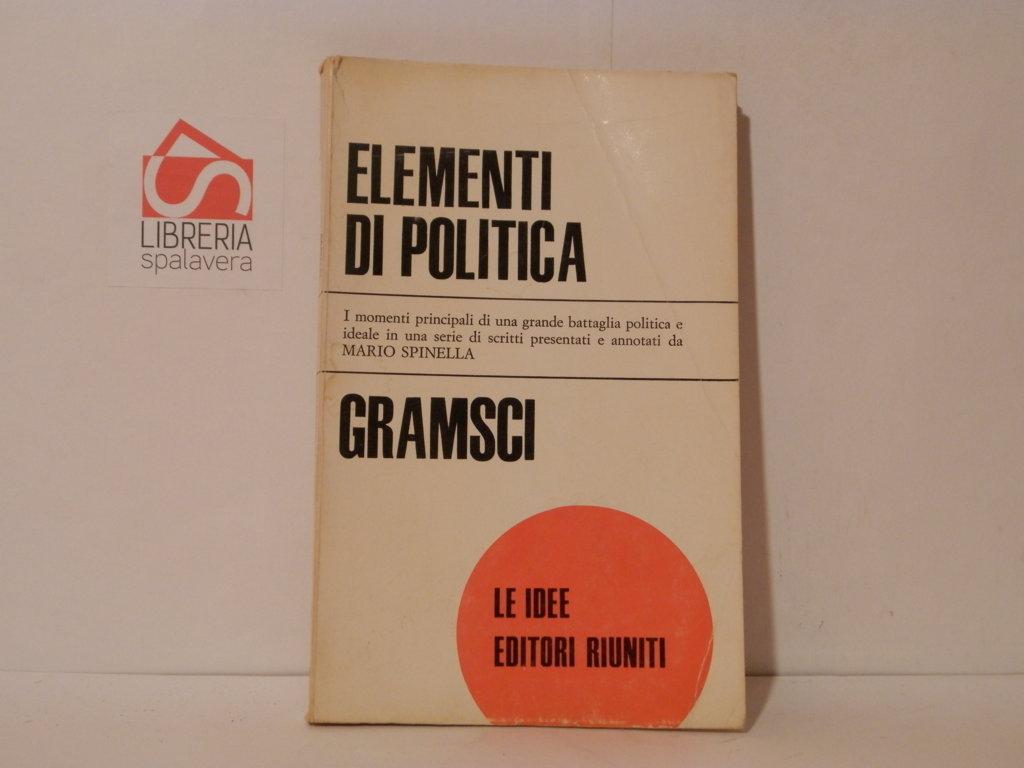 LIBRERIA
spalavera
ELEMENTI
DI POLITICA
I momenti principali di una grande battaglia politica e
ideale in una serie di scritti presentati e annotati da
MARIO SPINELLA
GRAMSCI
LE IDEE
EDITORI RIUNITI